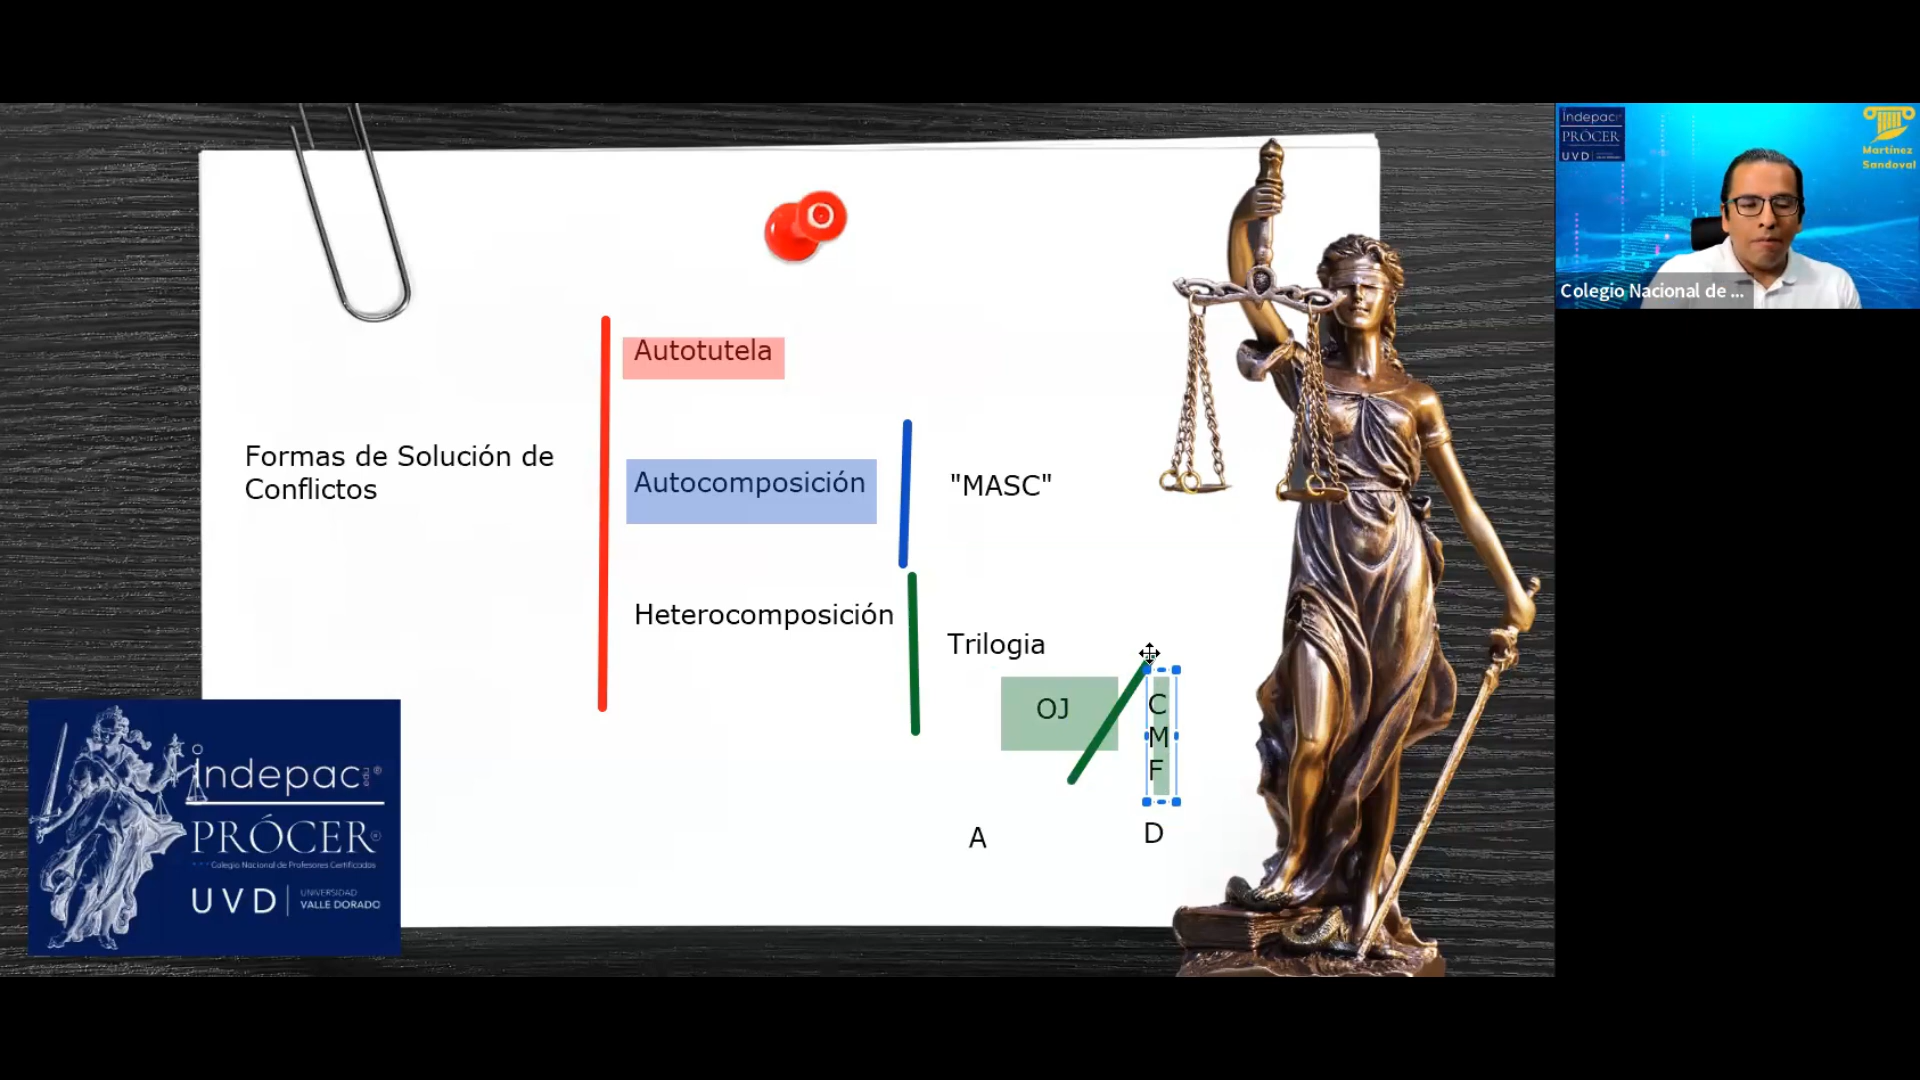 Formas de Solución de
Conflictos
Autotutela
Autocomposición
"MASC"
Heterocomposición
Trilogia
OJ
C
M
F
A
D
indepac
PRÓCER
Colegio Nacional de Profesores Certificados
UVD
UNIVERSIDAD
VALLE DORADO
indepac
PRÓCER
UVD
Martínez
Sandoval
Colegio Nacional de ...